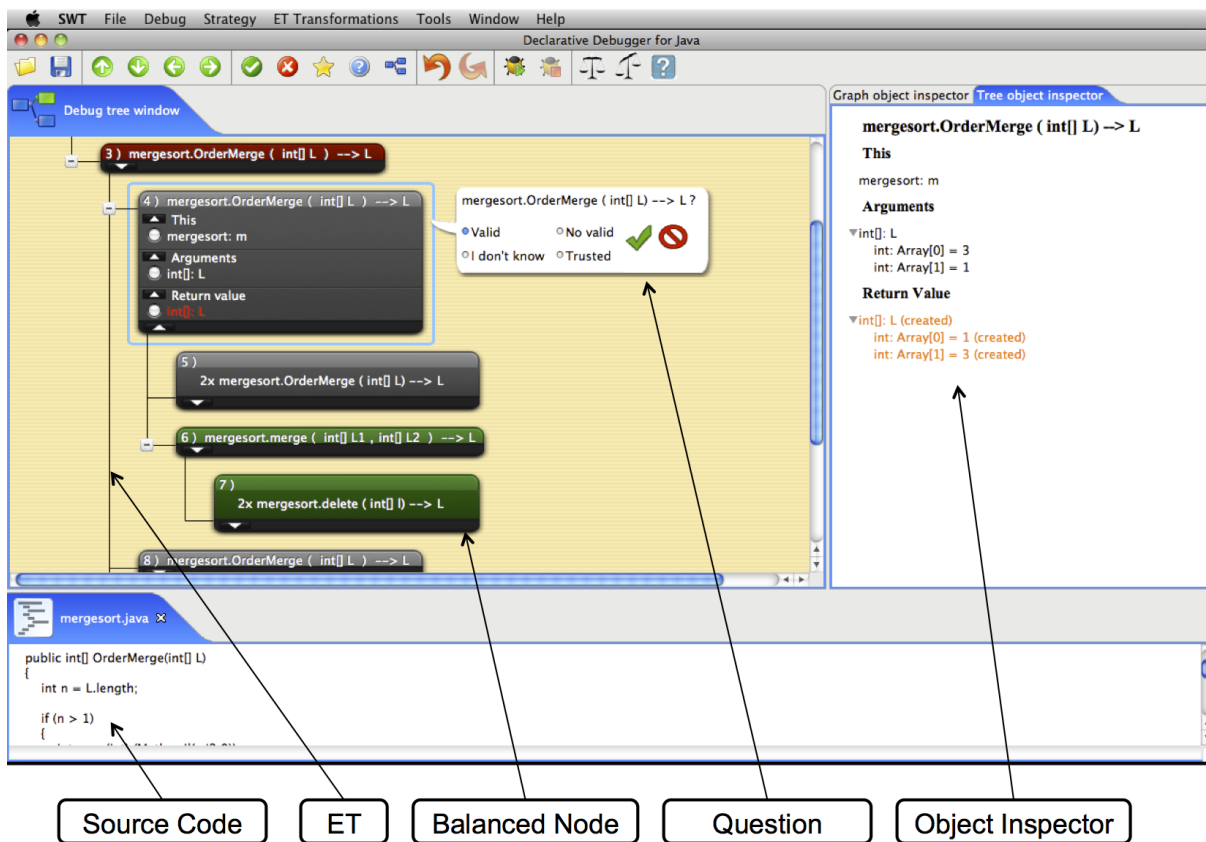 SWT File Debug Strategy ET Transformations Tools Window Help
Declarative Debugger for Java
Debug tree window
3 ) mergesort.OrderMerge ( int[] L ) --> L
4 ) mergesort.OrderMerge ( int[] L ) --> L
This
mergesort: m
Arguments
int[]: L
Return value
int[]: L
mergesort.OrderMerge ( int[] L) --> L ?
Valid
No valid
I don't know
Trusted
5 )
2x mergesort.OrderMerge ( int[] L) --> L
6 ) mergesort.merge ( int[] L1 , int[] L2 ) --> L
7 )
2x mergesort.delete ( int[] l) --> L
8 ) mergesort.OrderMerge ( int[] L ) --> L
Graph object inspector Tree object inspector
mergesort.OrderMerge ( int[] L) --> L
This
mergesort: m
Arguments
int[]: L
int: Array[0] = 3
int: Array[1] = 1
Return Value
int[]: L (created)
int: Array[0] = 1 (created)
int: Array[1] = 3 (created)
mergesort.java
public int[] OrderMerge(int[] L)
{
int n = L.length;
if (n > 1)
{
Source Code
ET
Balanced Node
Question
Object Inspector